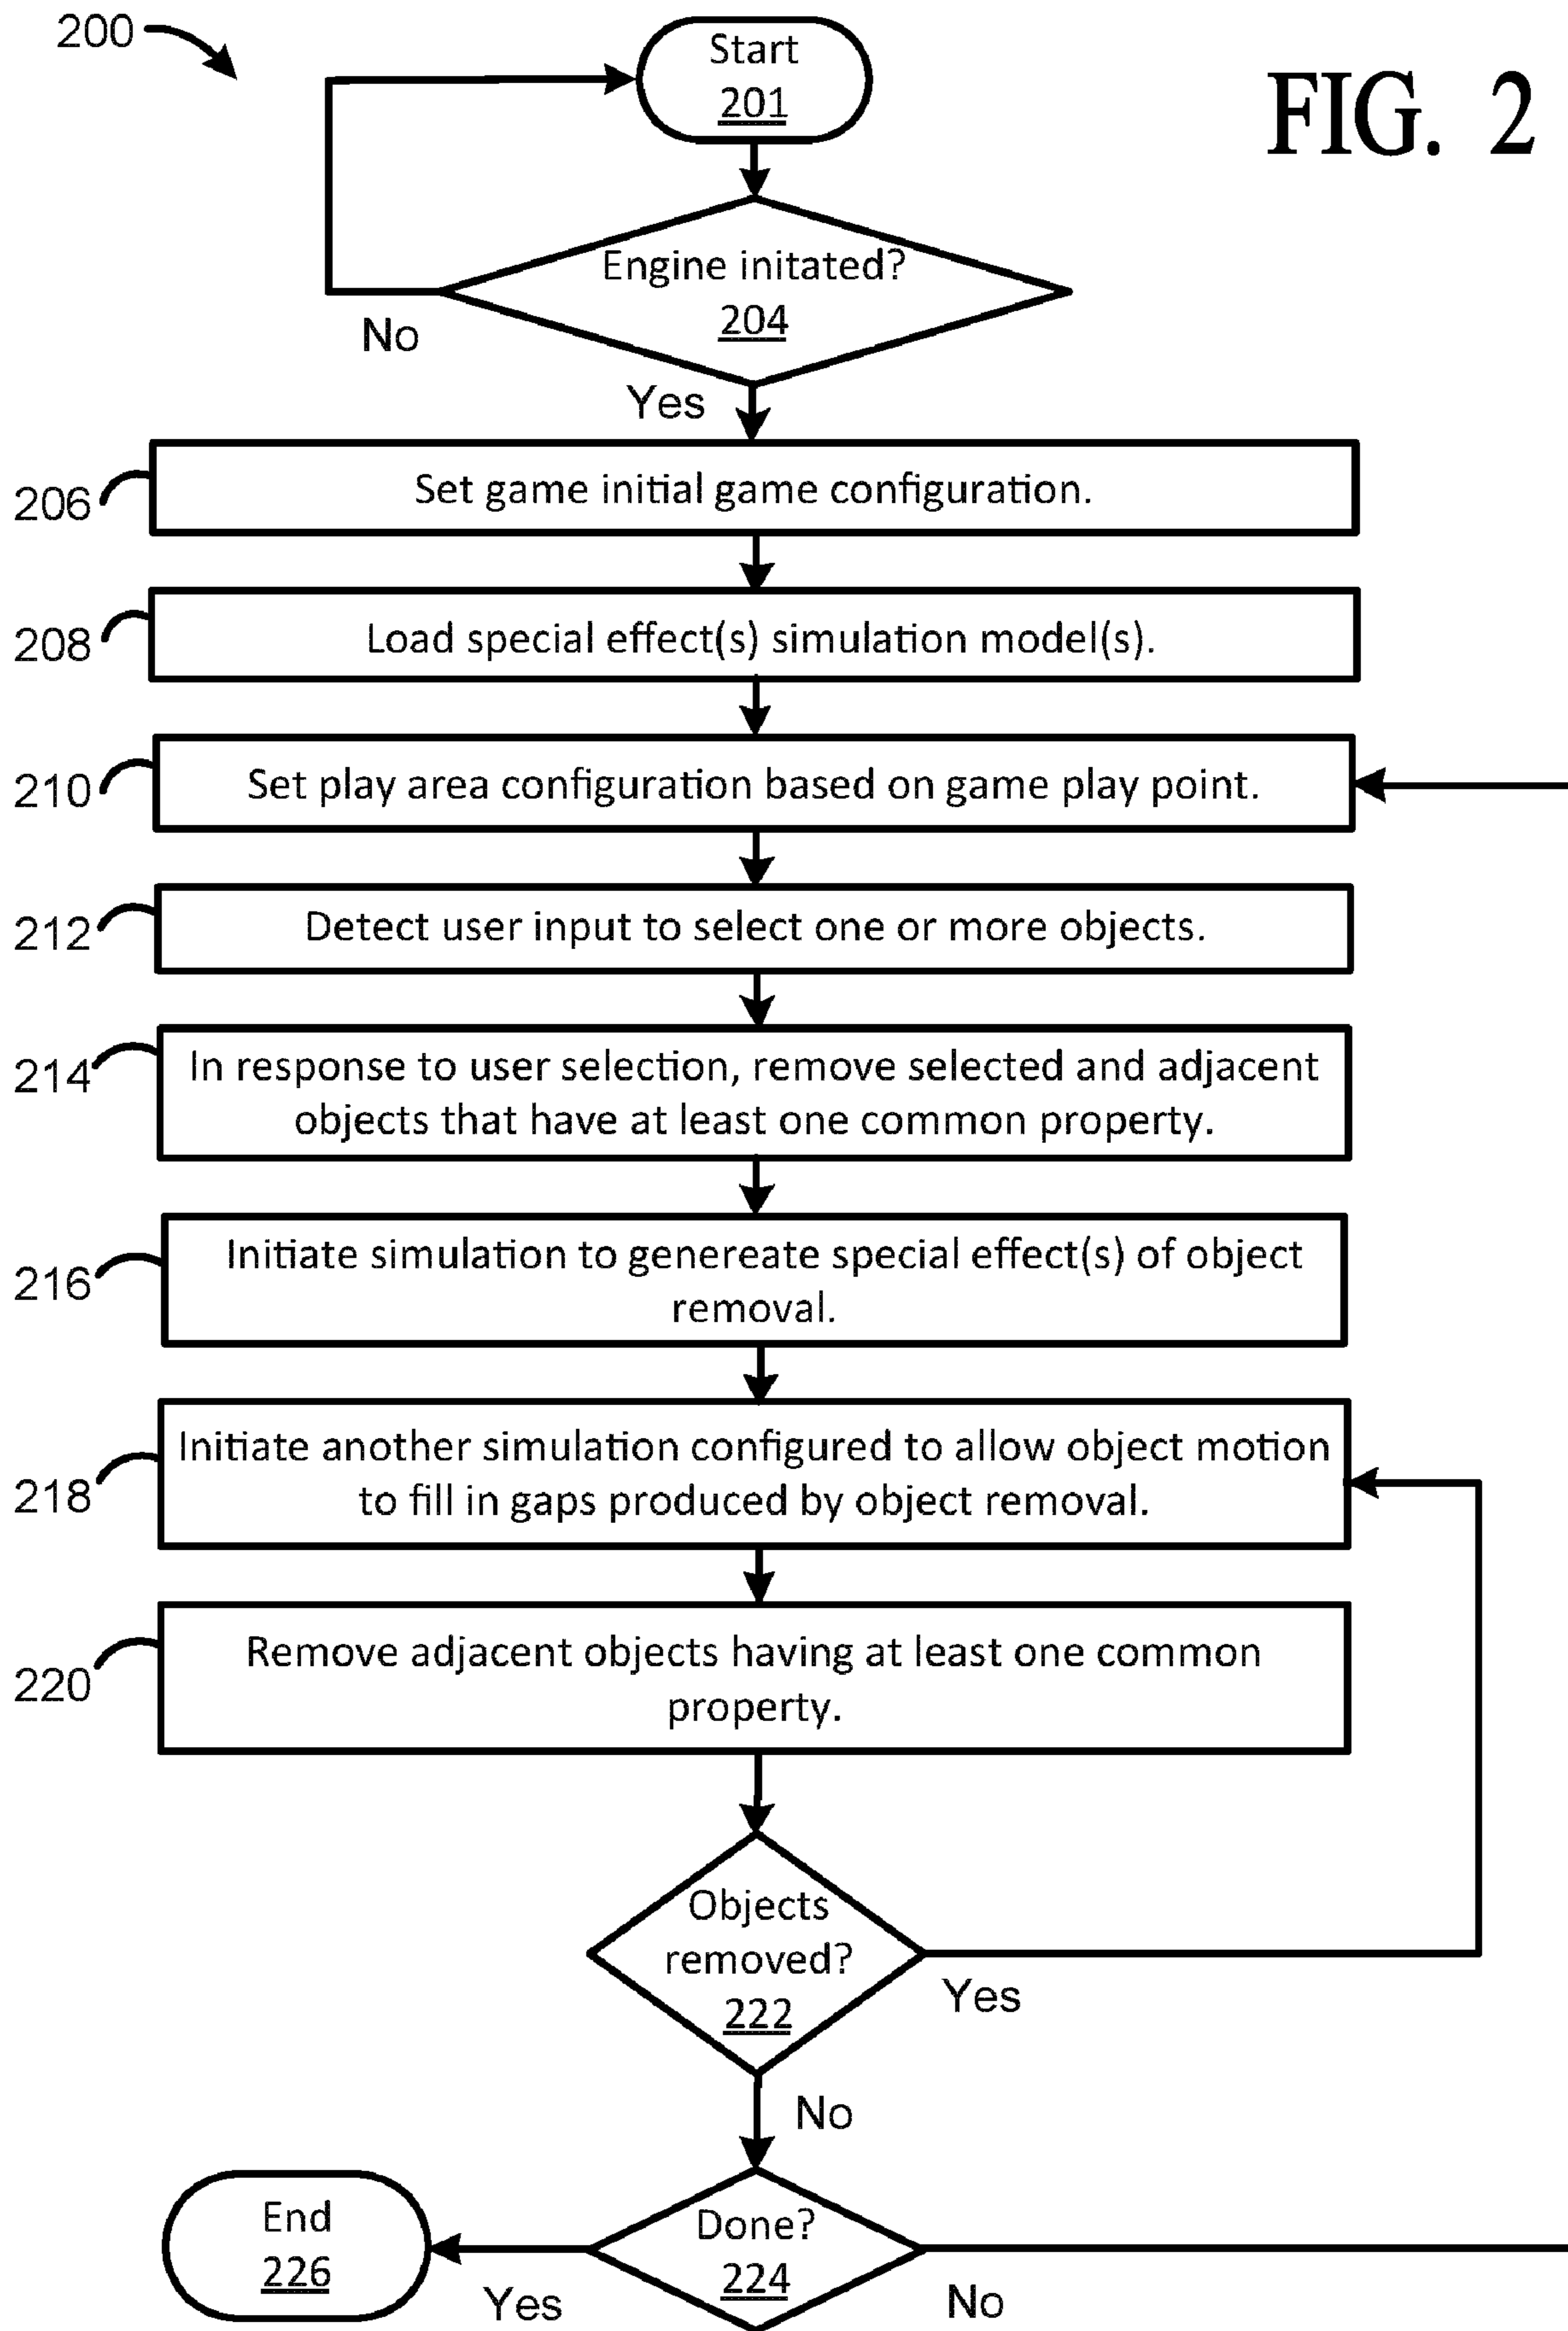 200
FIG. 2
Start
201
Engine initated?
204
No
Yes
206
Set game initial game configuration.
208
Load special effect(s) simulation model(s).
210
Set play area configuration based on game play point.
212
Detect user input to select one or more objects.
214
In response to user selection, remove selected and adjacent
objects that have at least one common property.
216
Initiate simulation to genereate special effect(s) of object
removal.
218
Initiate another simulation configured to allow object motion
to fill in gaps produced by object removal.
220
Remove adjacent objects having at least one common
property.
Objects
removed?
222
Yes
No
End
226
Done?
224
Yes
No